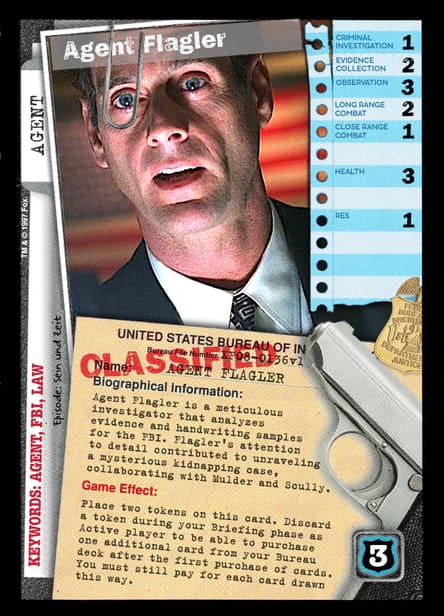 Agent Flagler
AGENT
TM & © 1997 Fox.
KEYWORDS: AGENT, FBI, LAW
Episode: Sein und Zeit
CRIMINAL
INVESTIGATION 1
EVIDENCE
COLLECTION 2
OBSERVATION 3
LONG RANGE
COMBAT 2
CLOSE RANGE
COMBAT 1
HEALTH 3
RES 1
UNITED STATES BUREAU OF IN
Bureau File Number XF08-0136v1
CLASSIFIED
Name: AGENT FLAGLER
Biographical Information:
Agent Flagler is a meticulous
investigator that analyzes
evidence and handwriting samples
for the FBI. Flagler's attention
to detail contributed to unraveling
a mysterious kidnapping case,
collaborating with Mulder and Scully.
Game Effect:
Place two tokens on this card. Discard
a token during your Briefing phase as
Active player to be able to purchase
one additional card from your Bureau
deck after the first purchase of cards.
You must still pay for each card drawn
this way.
3